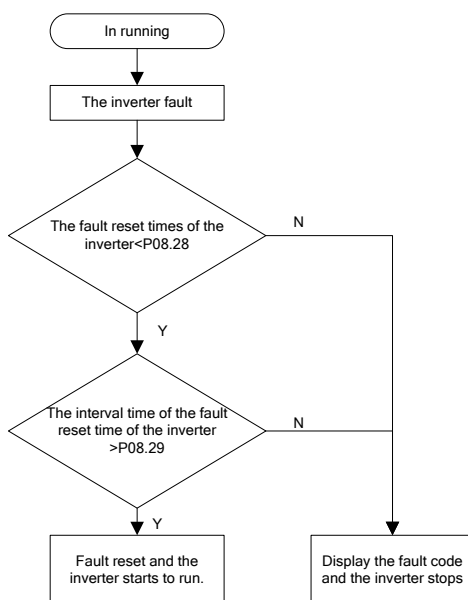 In running
The inverter fault
The fault reset times of the
inverter<P08.28
N
Y
The interval time of the fault
reset time of the inverter
>P08.29
N
Y
Fault reset and the
inverter starts to run.
Display the fault code
and the inverter stops